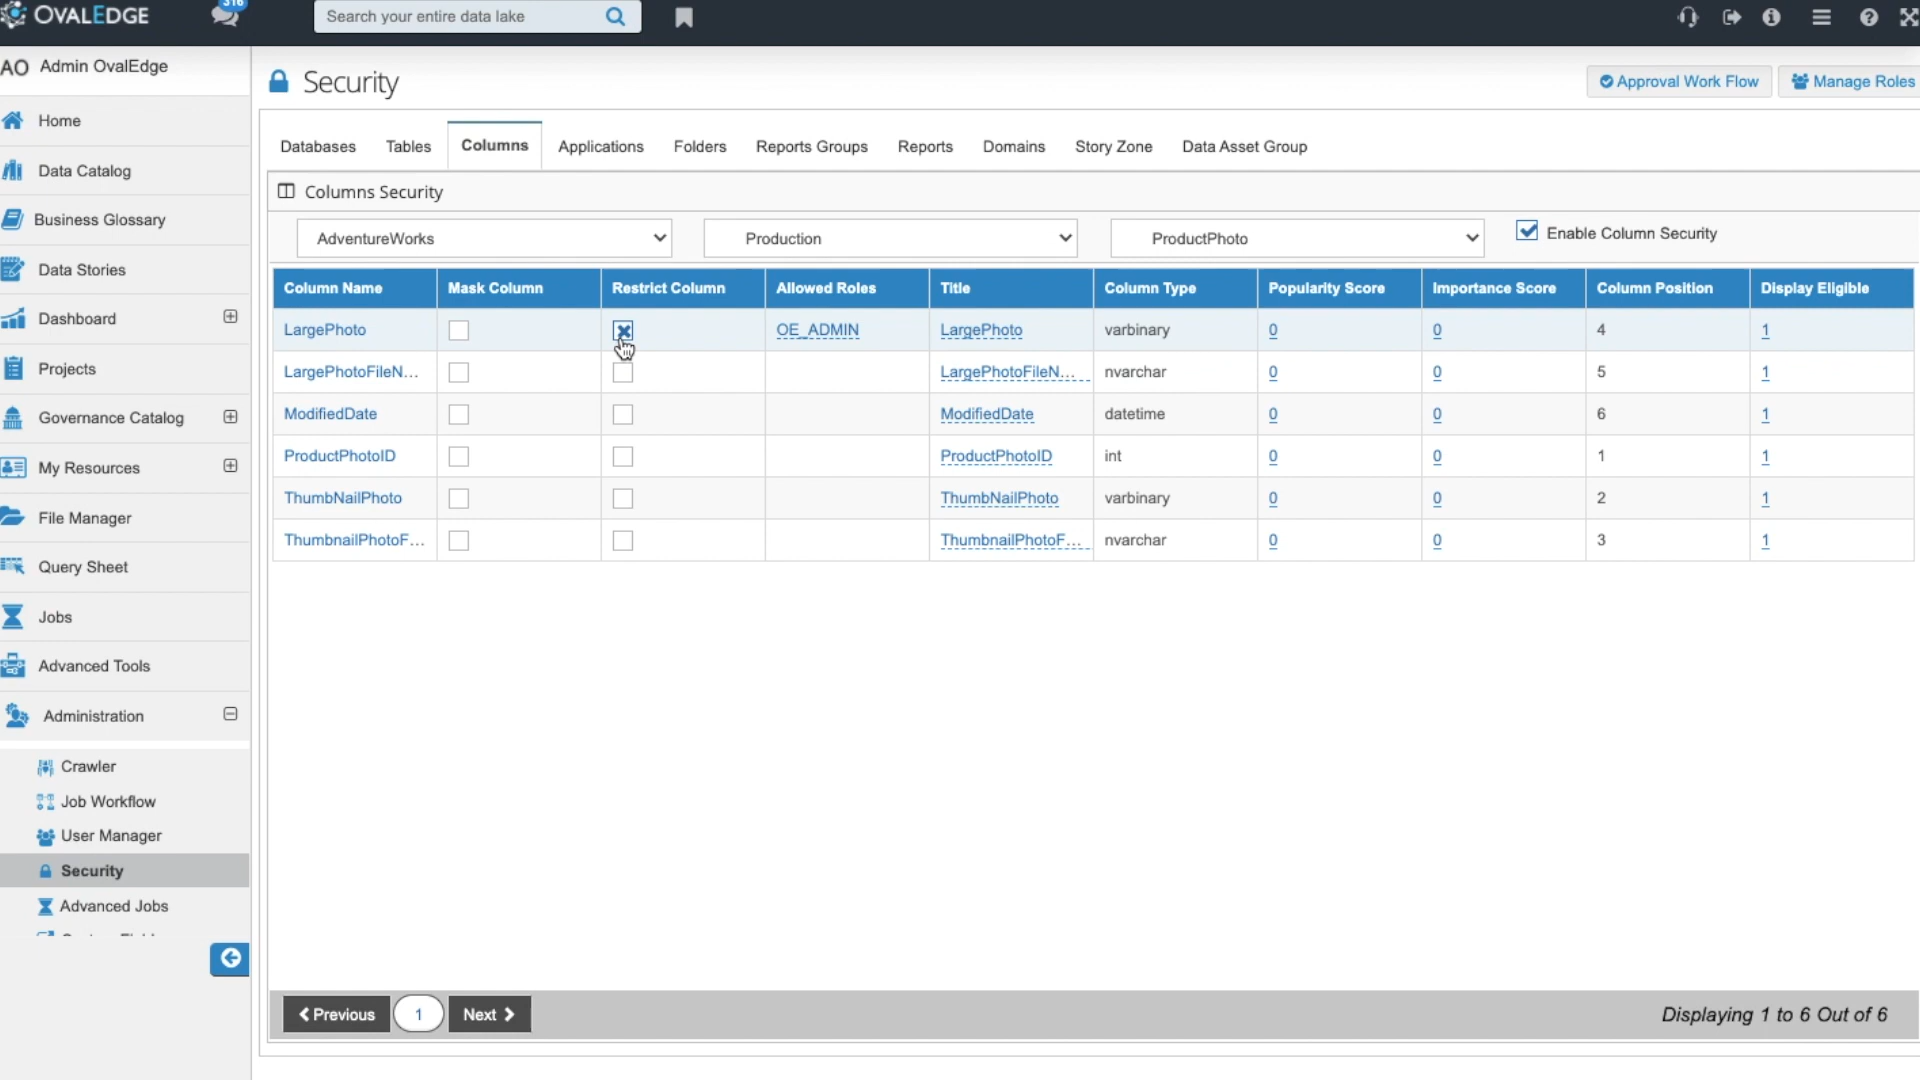 OVALEDGE
316
Search your entire data lake
AO Admin OvalEdge
Home
Data Catalog
Business Glossary
Data Stories
Dashboard
Projects
Governance Catalog
My Resources
File Manager
Query Sheet
Jobs
Advanced Tools
Administration
Crawler
Job Workflow
User Manager
Security
Advanced Jobs
Security
Approval Work Flow
Manage Roles
Databases Tables Columns Applications Folders Reports Groups Reports Domains Story Zone Data Asset Group
Columns Security
AdventureWorks Production ProductPhoto Enable Column Security
Column Name Mask Column Restrict Column Allowed Roles Title Column Type Popularity Score Importance Score Column Position Display Eligible
LargePhoto OE_ADMIN LargePhoto varbinary 0 0 4 1
LargePhotoFileN... LargePhotoFileN... nvarchar 0 0 5 1
ModifiedDate ModifiedDate datetime 0 0 6 1
ProductPhotoID ProductPhotoID int 0 0 1 1
ThumbNailPhoto ThumbNailPhoto varbinary 0 0 2 1
ThumbnailPhotoF... ThumbnailPhotoF... nvarchar 0 0 3 1
Previous 1 Next
Displaying 1 to 6 Out of 6